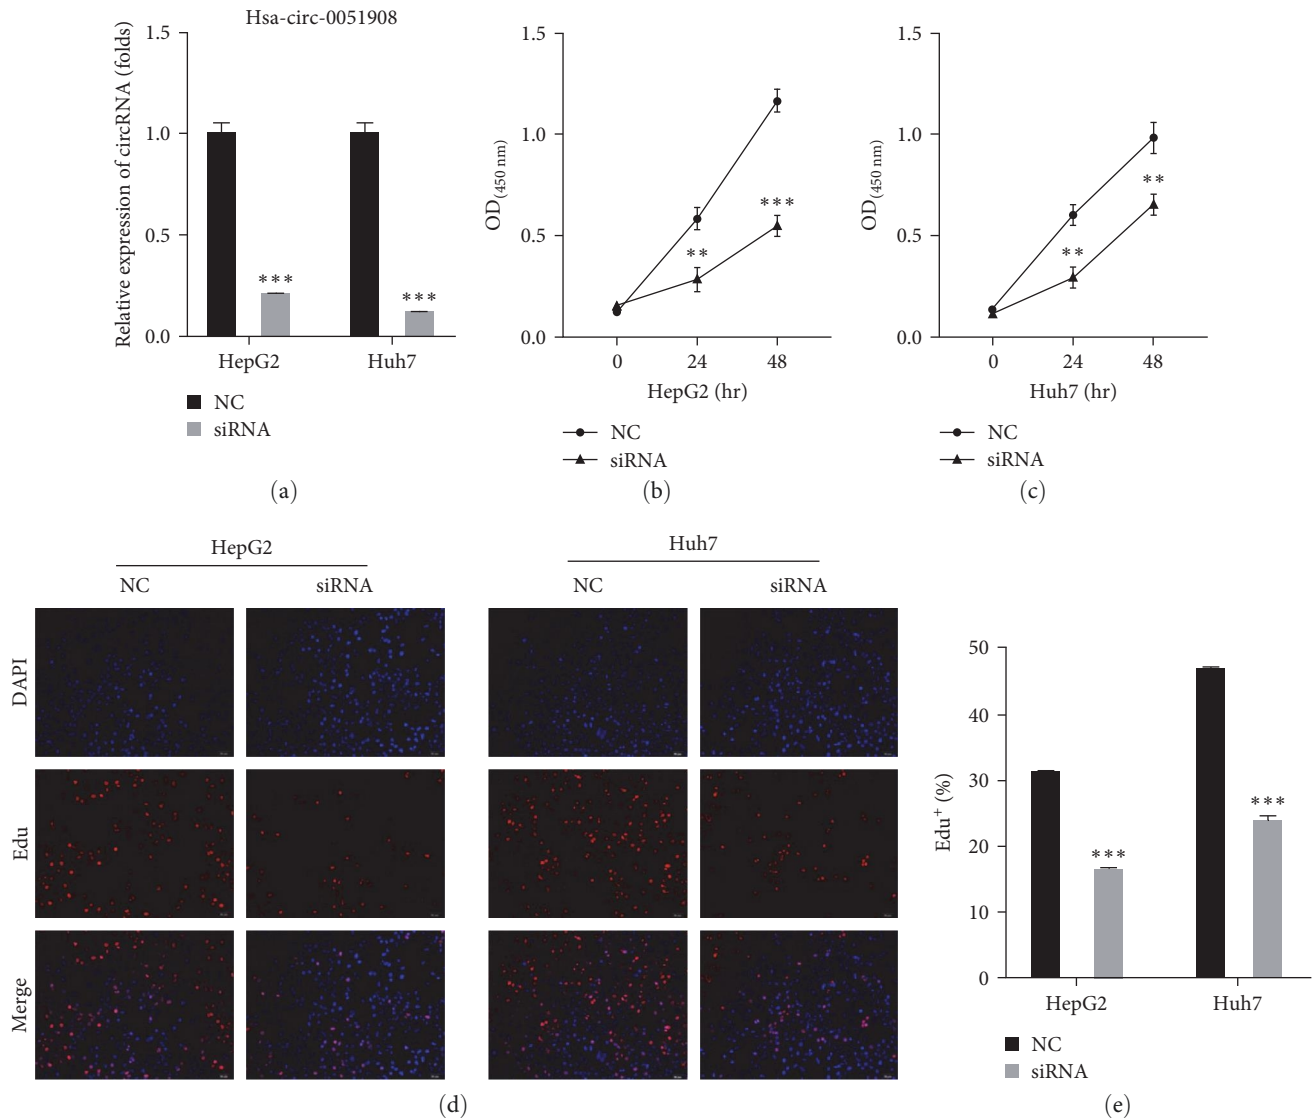 Hsa-circ-0051908
Relative expression of circRNA (folds)
1.5
1.0
0.5
0.0
***
***
HepG2 Huh7
NC
siRNA
(a)
OD(450 nm)
1.5
1.0
0.5
0.0
**
***
0 24 48
HepG2 (hr)
NC
siRNA
(b)
OD(450 nm)
1.5
1.0
0.5
0.0
**
**
0 24 48
Huh7 (hr)
NC
siRNA
(c)
HepG2 Huh7
NC siRNA NC siRNA
DAPI
Edu
Merge
(d)
Edu+ (%)
50
40
30
20
10
0
***
***
HepG2 Huh7
NC
siRNA
(e)